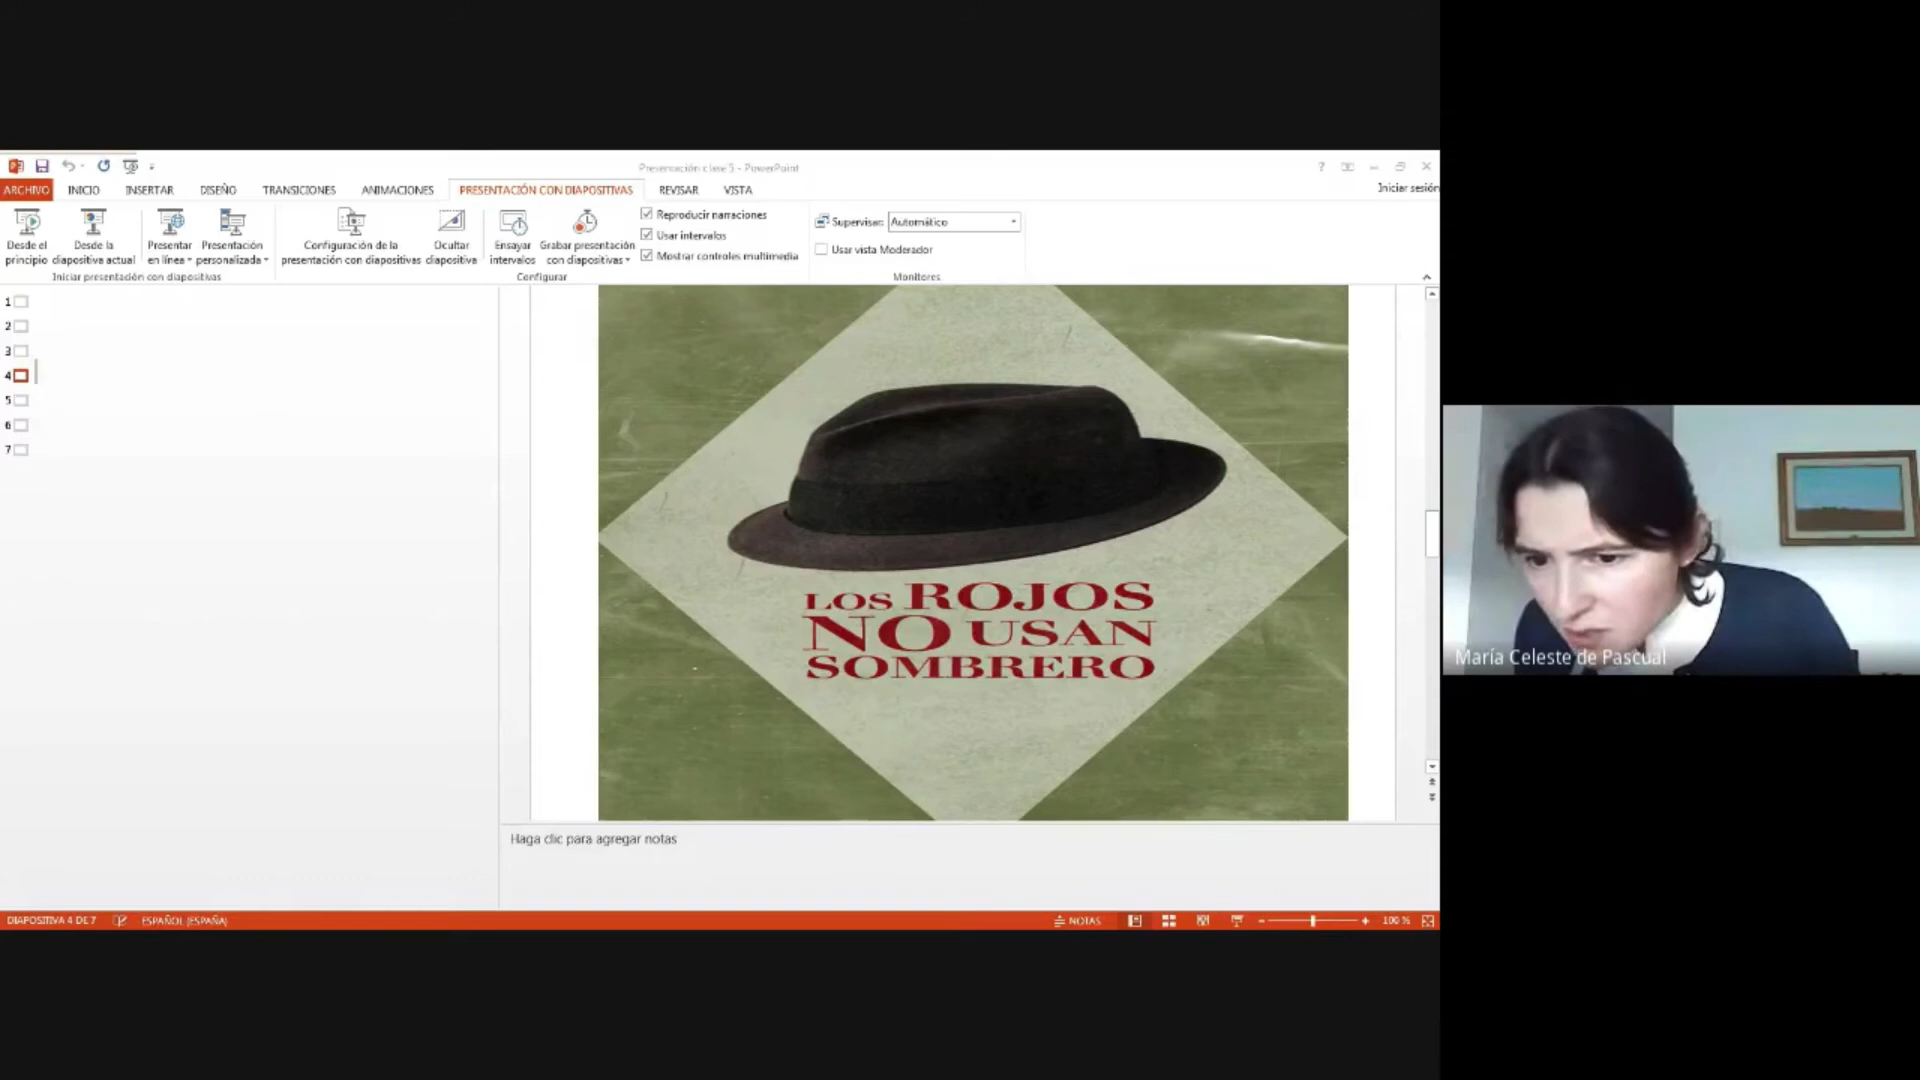 Presentación clase 5 - PowerPoint
ARCHIVO INICIO INSERTAR DISEÑO TRANSICIONES ANIMACIONES PRESENTACIÓN CON DIAPOSITIVAS REVISAR VISTA
Iniciar sesión
Desde el principio
Desde la diapositiva actual
Presentar en línea
Presentación personalizada
Iniciar presentación con diapositivas
Configuración de la presentación con diapositivas
Ocultar diapositiva
Ensayar intervalos
Grabar presentación con diapositivas
Reproducir narraciones
Usar intervalos
Mostrar controles multimedia
Configurar
Supervisar: Automático
Usar vista Moderador
Monitores
1
2
3
4
5
6
7
LOS ROJOS
NO USAN
SOMBRERO
Haga clic para agregar notas
DIAPOSITIVA 4 DE 7 ESPAÑOL (ESPAÑA) NOTAS 100 %
María Celeste de Pascual